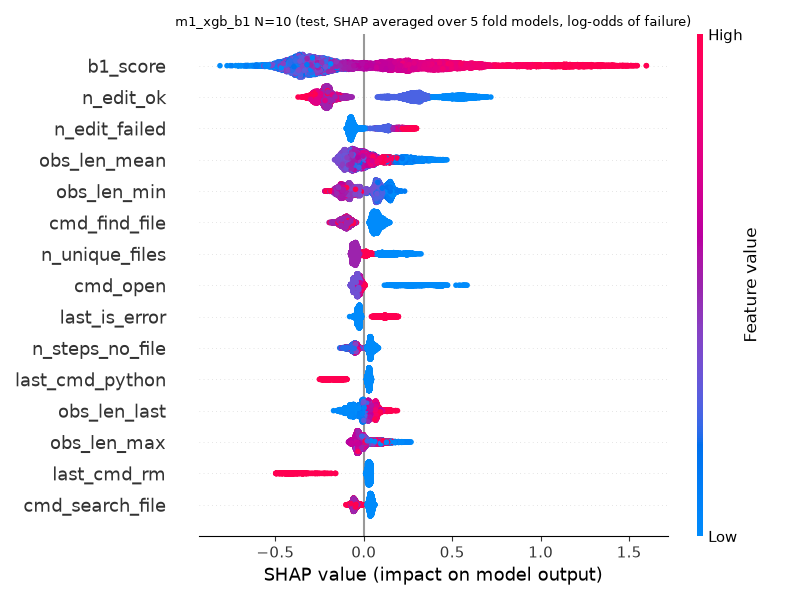 m1_xgb_b1 N=10 (test, SHAP averaged over 5 fold models, log-odds of failure)
High
b1_score
n_edit_ok
n_edit_failed
obs_len_mean
obs_len_min
cmd_find_file
n_unique_files
cmd_open
last_is_error
n_steps_no_file
last_cmd_python
obs_len_last
obs_len_max
last_cmd_rm
cmd_search_file
Feature value
Low
−0.5 0.0 0.5 1.0 1.5
SHAP value (impact on model output)